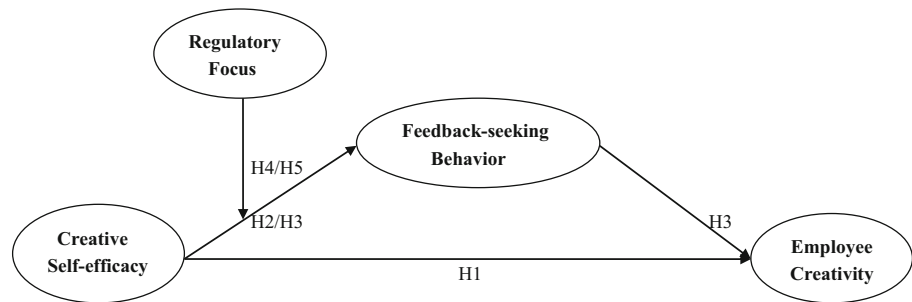 Regulatory
Focus
Feedback-seeking
Behavior
H4/H5
H2/H3
H3
Creative
Self-efficacy
H1
Employee
Creativity